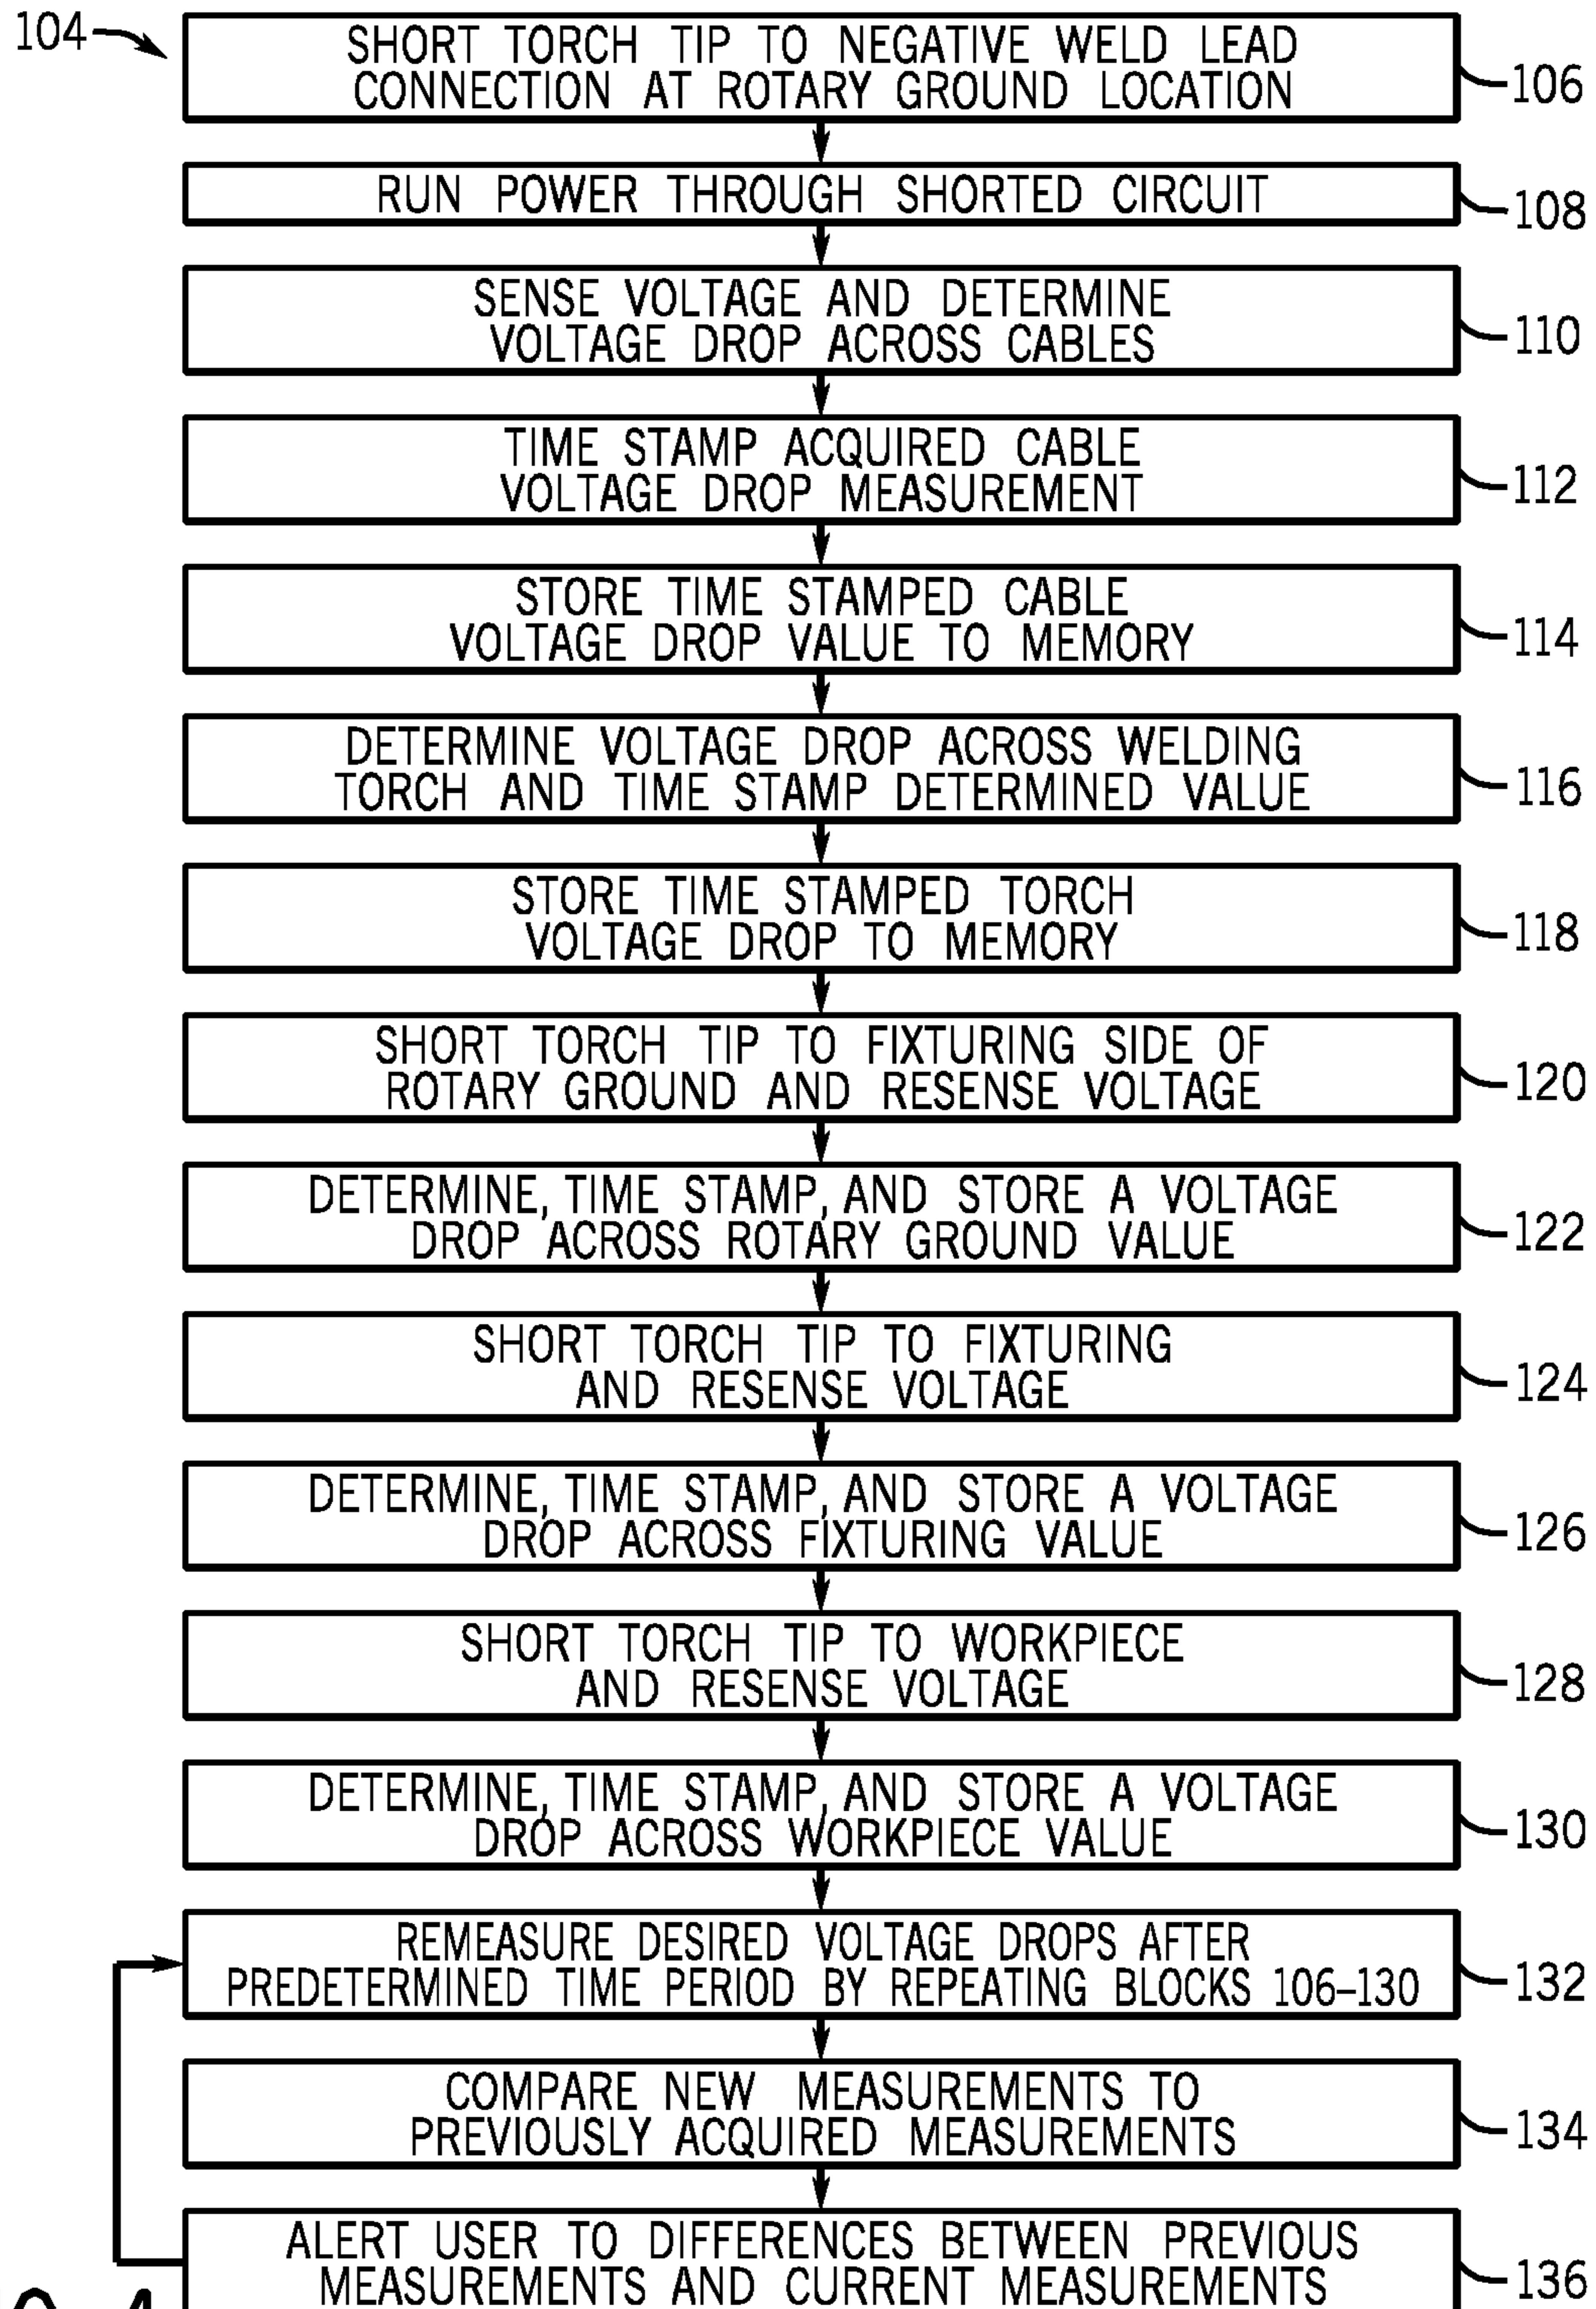 104
SHORT TORCH TIP TO NEGATIVE WELD LEAD
CONNECTION AT ROTARY GROUND LOCATION
106
RUN POWER THROUGH SHORTED CIRCUIT
108
SENSE VOLTAGE AND DETERMINE
VOLTAGE DROP ACROSS CABLES
110
TIME STAMP ACQUIRED CABLE
VOLTAGE DROP MEASUREMENT
112
STORE TIME STAMPED CABLE
VOLTAGE DROP VALUE TO MEMORY
114
DETERMINE VOLTAGE DROP ACROSS WELDING
TORCH AND TIME STAMP DETERMINED VALUE
116
STORE TIME STAMPED TORCH
VOLTAGE DROP TO MEMORY
118
SHORT TORCH TIP TO FIXTURING SIDE OF
ROTARY GROUND AND RESENSE VOLTAGE
120
DETERMINE, TIME STAMP, AND STORE A VOLTAGE
DROP ACROSS ROTARY GROUND VALUE
122
SHORT TORCH TIP TO FIXTURING
AND RESENSE VOLTAGE
124
DETERMINE, TIME STAMP, AND STORE A VOLTAGE
DROP ACROSS FIXTURING VALUE
126
SHORT TORCH TIP TO WORKPIECE
AND RESENSE VOLTAGE
128
DETERMINE, TIME STAMP, AND STORE A VOLTAGE
DROP ACROSS WORKPIECE VALUE
130
REMEASURE DESIRED VOLTAGE DROPS AFTER
PREDETERMINED TIME PERIOD BY REPEATING BLOCKS 106–130
132
COMPARE NEW MEASUREMENTS TO
PREVIOUSLY ACQUIRED MEASUREMENTS
134
ALERT USER TO DIFFERENCES BETWEEN PREVIOUS
MEASUREMENTS AND CURRENT MEASUREMENTS
136